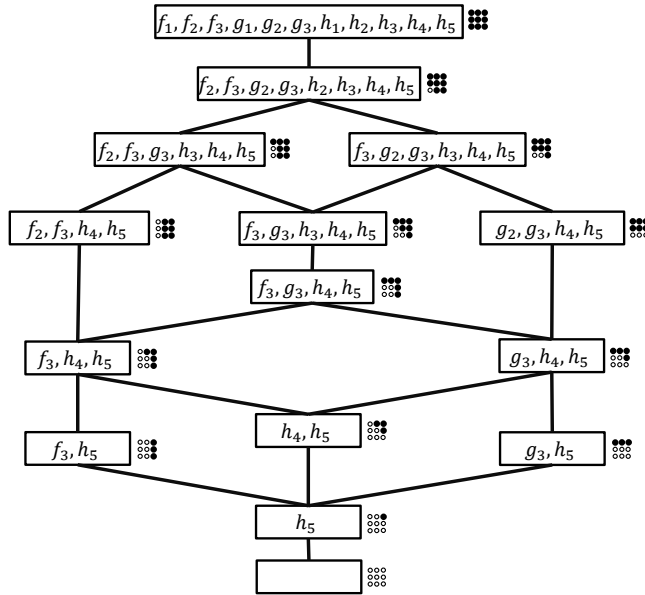 f₁, f₂, f₃, g₁, g₂, g₃, h₁, h₂, h₃, h₄, h₅
f₂, f₃, g₂, g₃, h₂, h₃, h₄, h₅
f₂, f₃, g₃, h₃, h₄, h₅
f₃, g₂, g₃, h₃, h₄, h₅
f₂, f₃, h₄, h₅
f₃, g₃, h₃, h₄, h₅
g₂, g₃, h₄, h₅
f₃, g₃, h₄, h₅
f₃, h₄, h₅
g₃, h₄, h₅
h₄, h₅
f₃, h₅
g₃, h₅
h₅